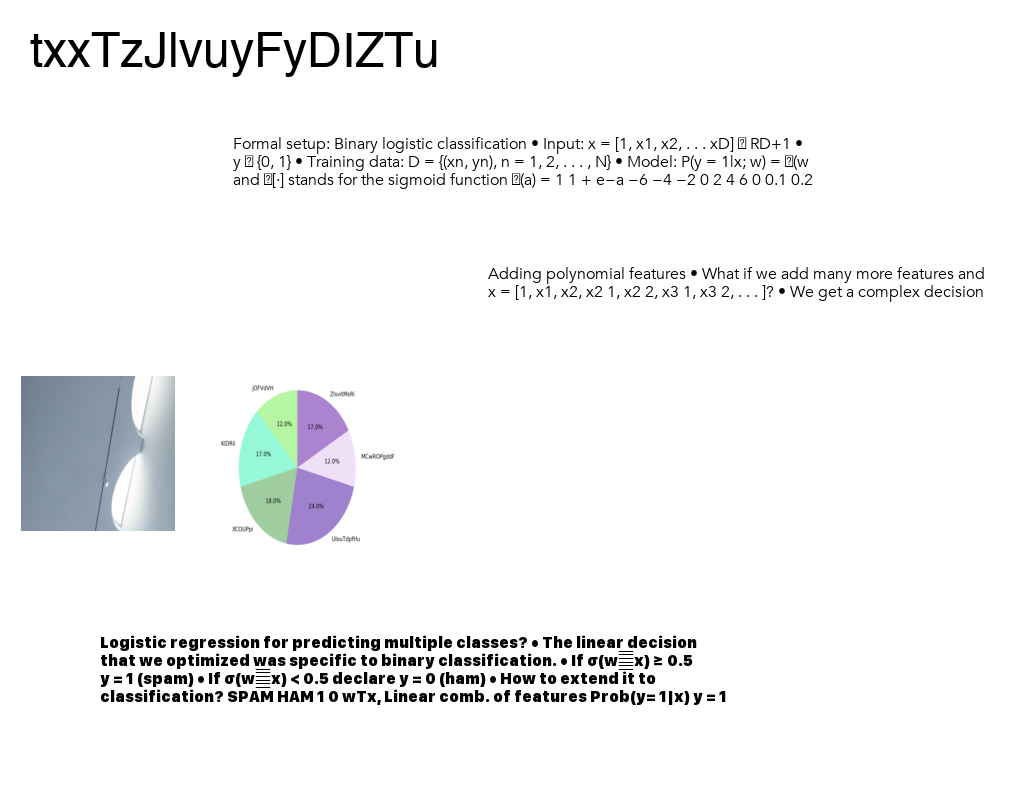 txxTzJlvuyFyDIZTu
Formal setup: Binary logistic classification • Input: x = [1, x1, x2, . . . xD] RD+1 •
y {0, 1} • Training data: D = {(xn, yn), n = 1, 2, . . . , N} • Model: P(y = 1|x; w) = (w
and [·] stands for the sigmoid function (a) = 1 1 + e−a −6 −4 −2 0 2 4 6 0 0.1 0.2
Adding polynomial features • What if we add many more features and
x = [1, x1, x2, x2 1, x2 2, x3 1, x3 2, . . . ]? • We get a complex decision
JOFVdVH
ZlsvitMsRi
12.0%
17.0%
KIDRii
17.0%
12.0%
MCwROPgddF
18.0%
24.0%
XCOUPpi
UlouTdpfHu
Logistic regression for predicting multiple classes? • The linear decision
that we optimized was specific to binary classification. • If σ(w x) ≥ 0.5
y = 1 (spam) • If σ(w x) < 0.5 declare y = 0 (ham) • How to extend it to
classification? SPAM HAM 1 0 wTx, Linear comb. of features Prob(y= 1|x) y = 1